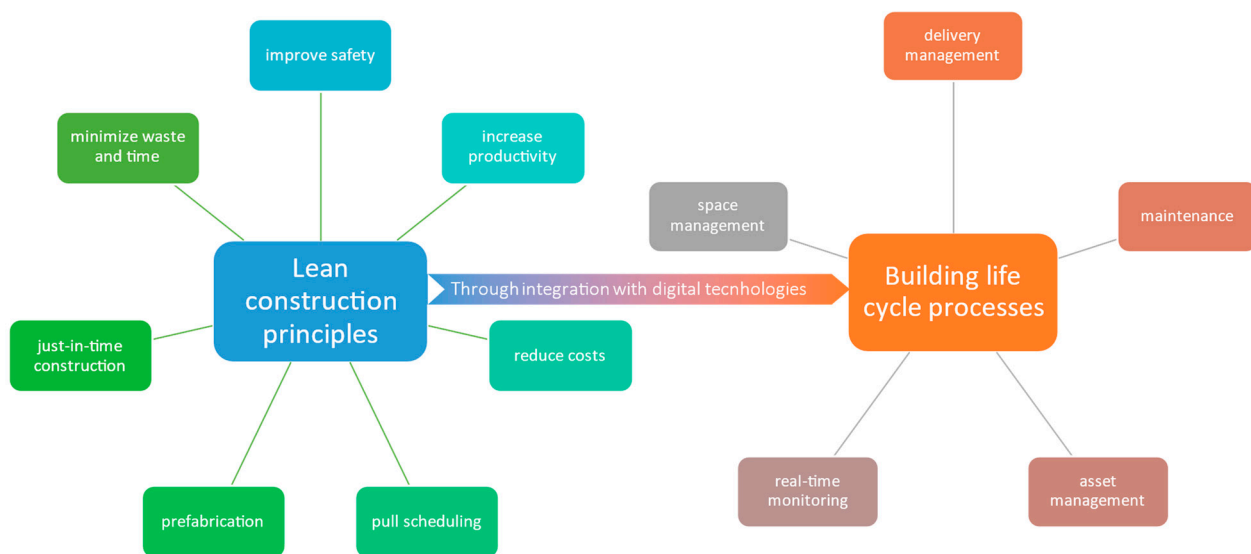 improve safety
minimize waste
and time
increase
productivity
Lean
construction
principles
just-in-time
construction
reduce costs
prefabrication
pull scheduling
Through integration with digital tecnhologies
delivery
management
space
management
maintenance
Building life
cycle processes
real-time
monitoring
asset
management